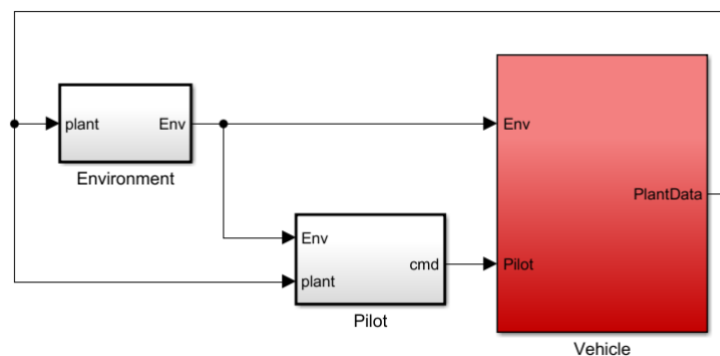 plant
Env
Environment
Env
plant
cmd
Pilot
Env
PlantData
Pilot
Vehicle